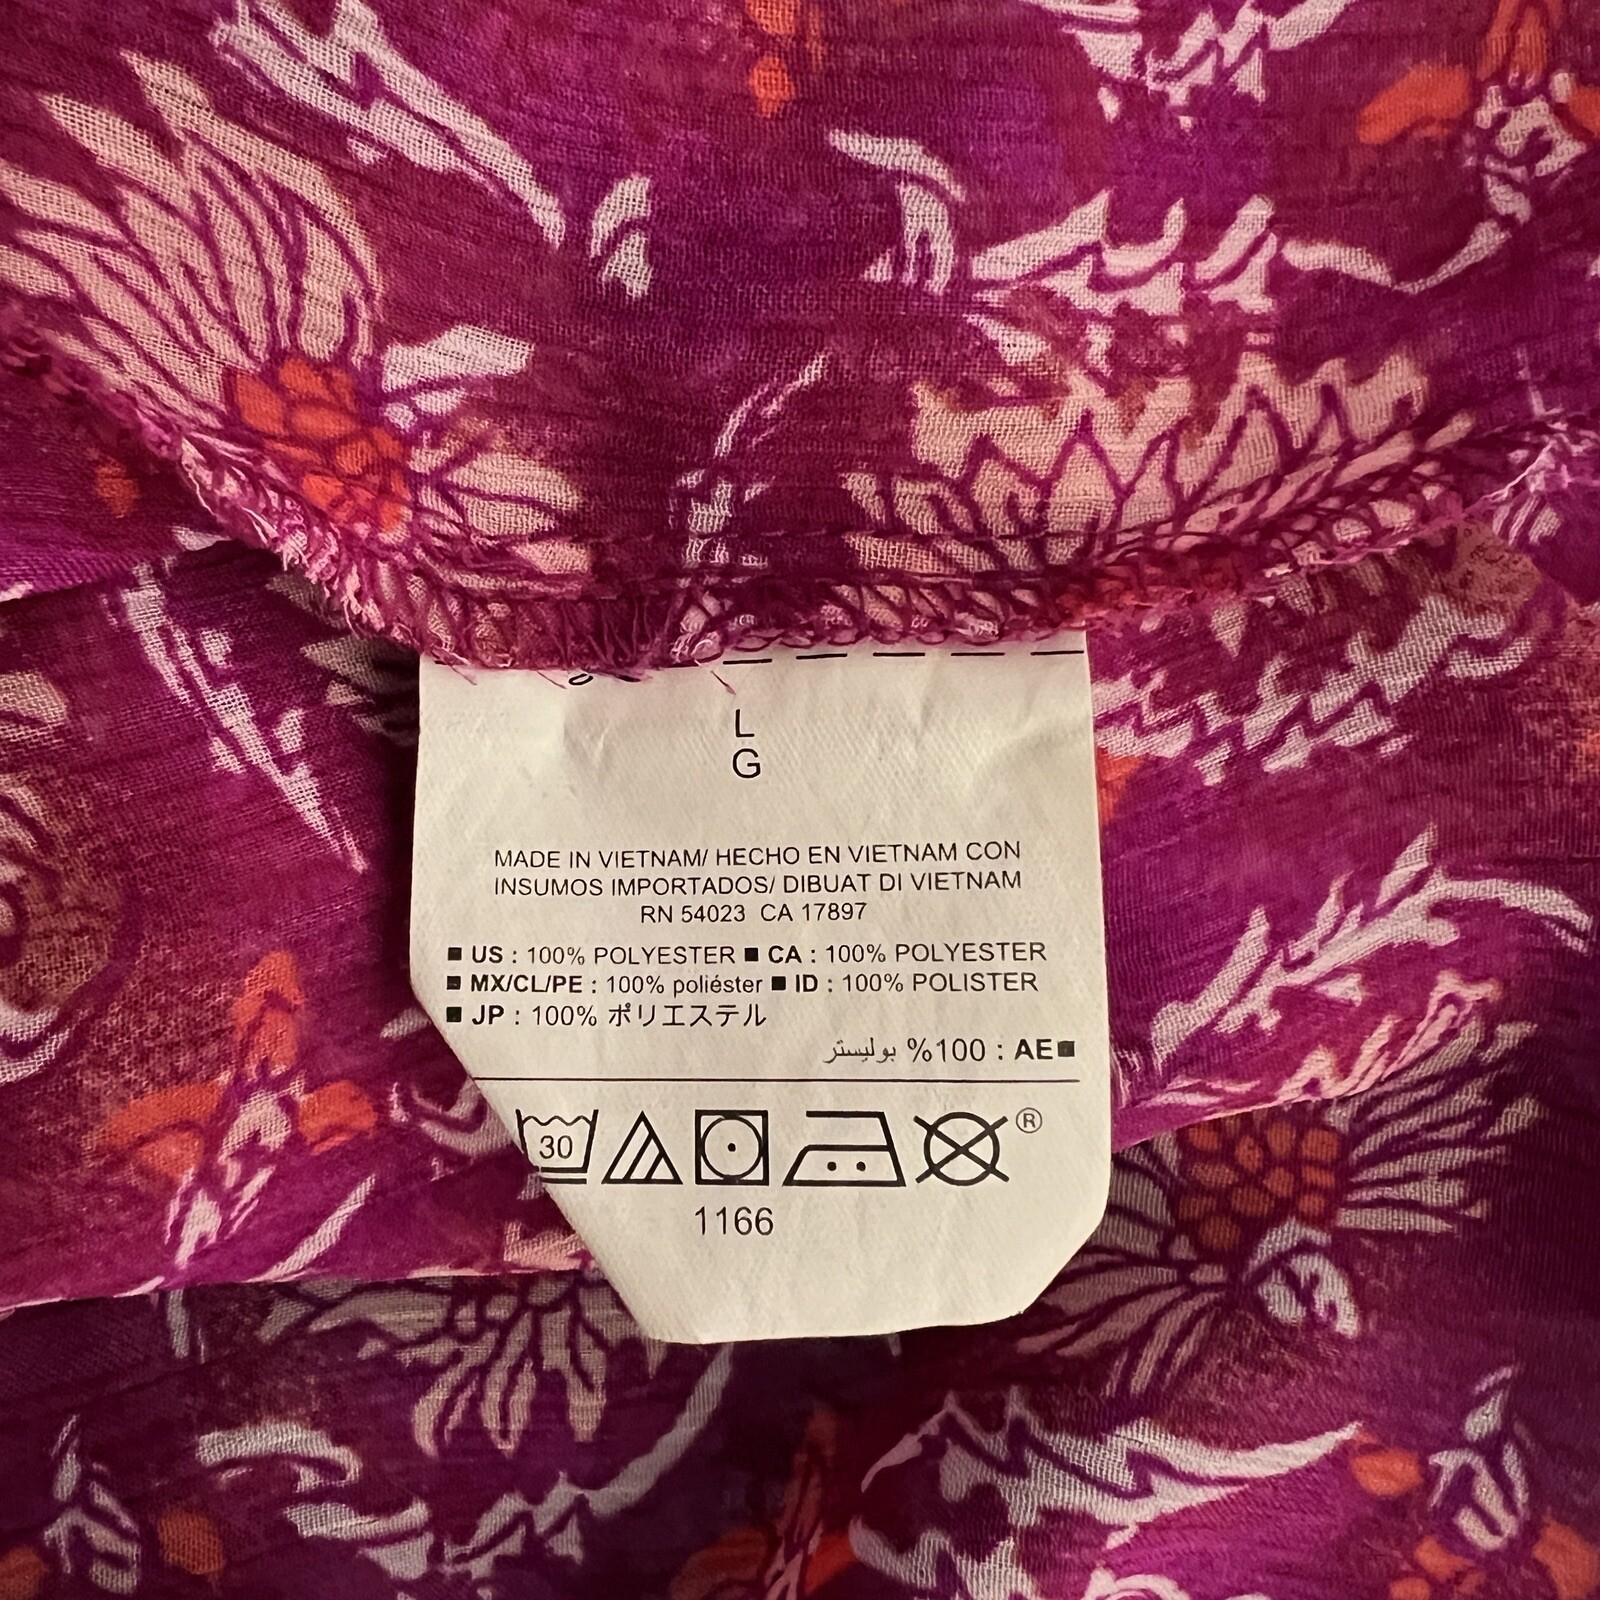 L
G
MADE IN VIETNAM/ HECHO EN VIETNAM CON
INSUMOS IMPORTADOS/ DIBUAT DI VIETNAM
RN 54023 CA 17897
■ US : 100% POLYESTER ■ CA : 100% POLYESTER
■ MX/CL/PE : 100% poliéster ■ ID : 100% POLISTER
■ JP : 100% ポリエステル
■AE : 100% بوليستر
30
®
1166